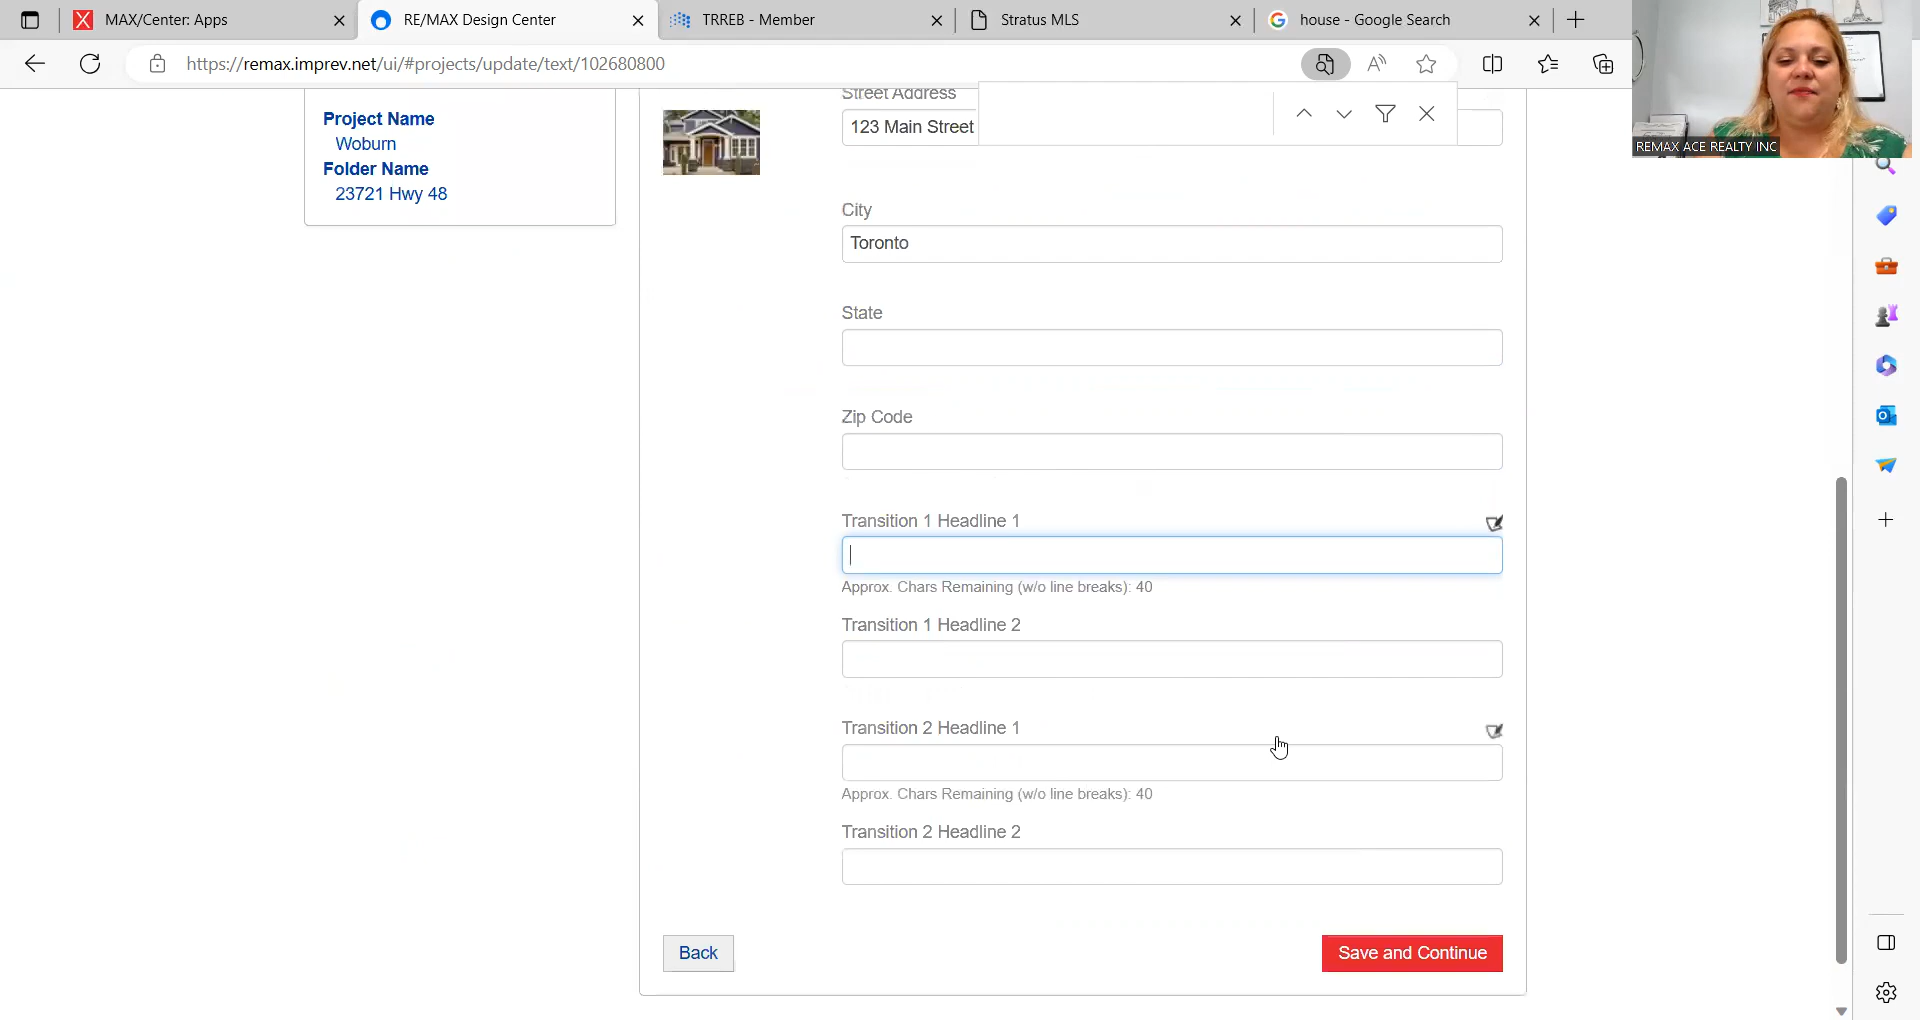 MAX/Center: Apps
RE/MAX Design Center
TRREB - Member
Stratus MLS
house - Google Search
https://remax.imprev.net/ui/#projects/update/text/102680800
REMAX ACE REALTY INC
Project Name
Woburn
Folder Name
23721 Hwy 48
Street Address
123 Main Street
City
Toronto
State
Zip Code
Transition 1 Headline 1
Approx. Chars Remaining (w/o line breaks): 40
Transition 1 Headline 2
Transition 2 Headline 1
Approx. Chars Remaining (w/o line breaks): 40
Transition 2 Headline 2
Back
Save and Continue